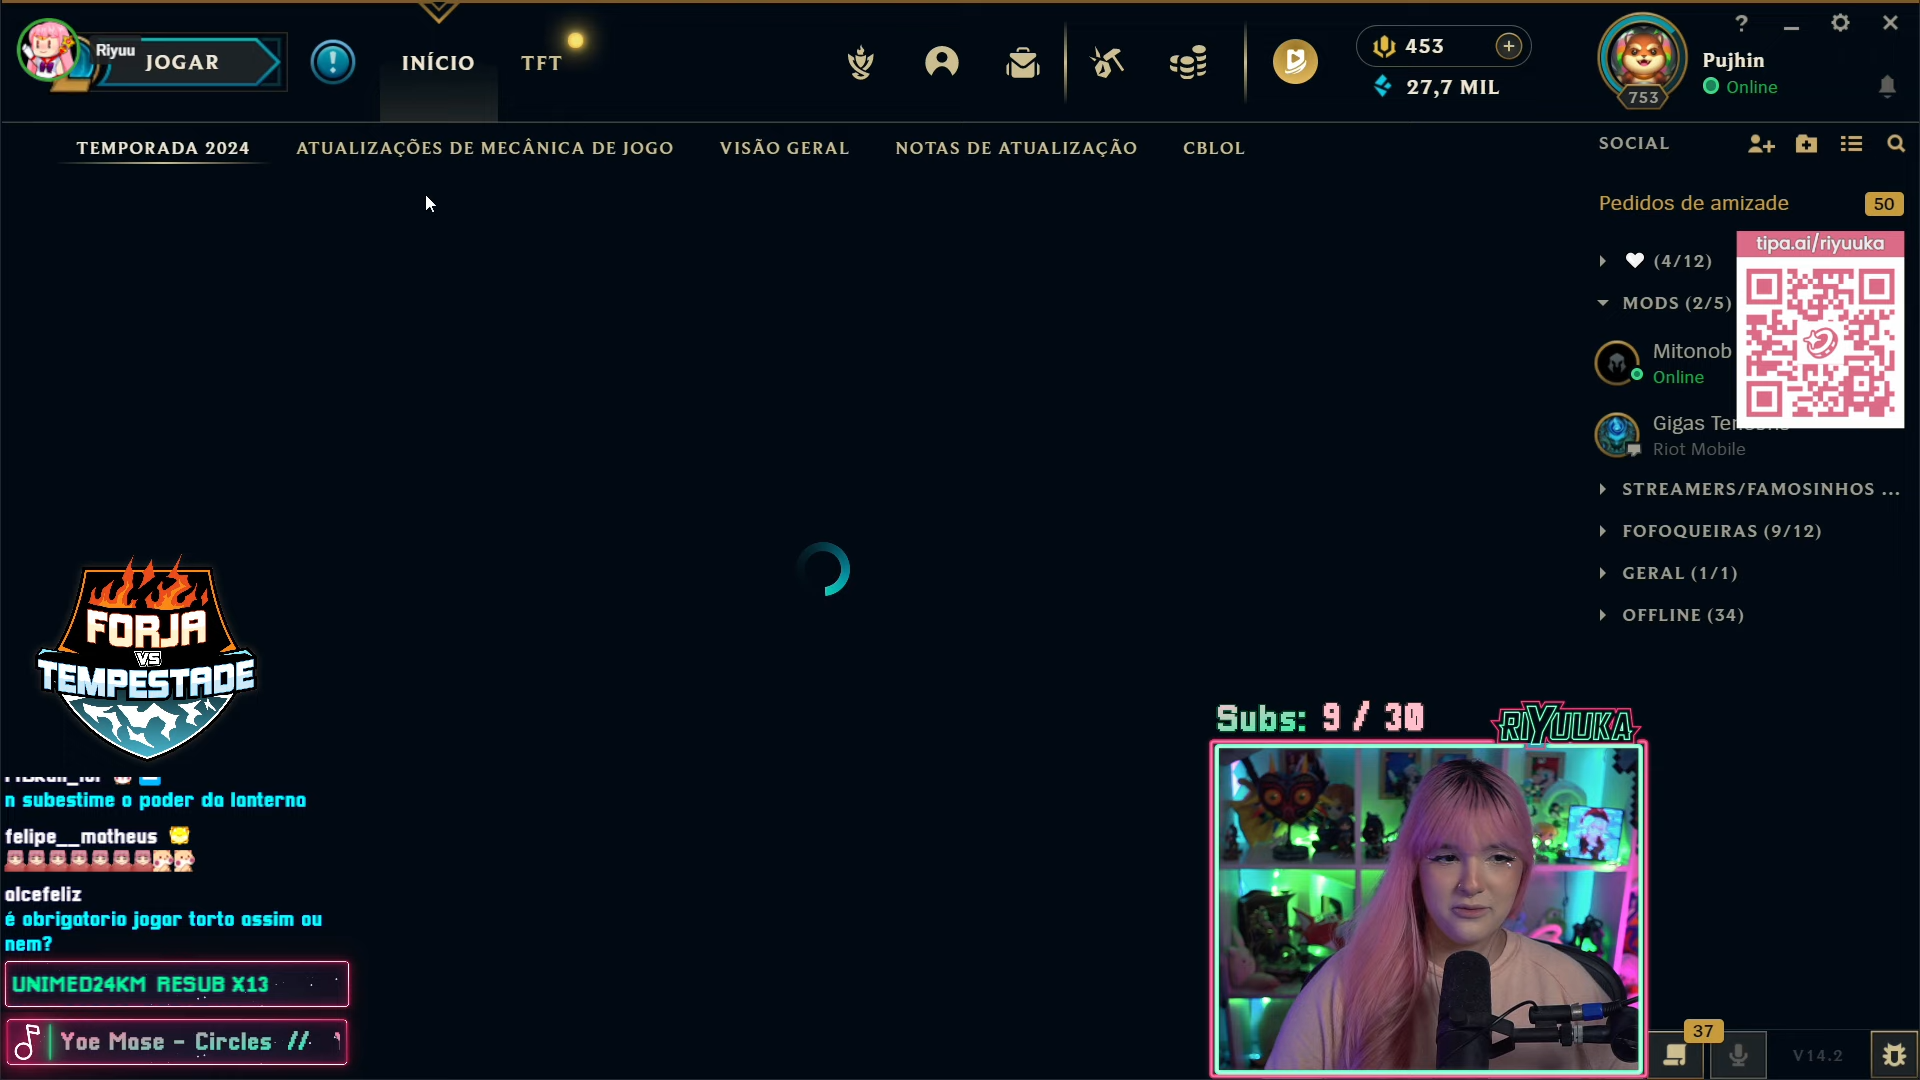 Riyuu
JOGAR
INÍCIO
TFT
453
27,7 MIL
753
Pujhin
Online
TEMPORADA 2024
ATUALIZAÇÕES DE MECÂNICA DE JOGO
VISÃO GERAL
NOTAS DE ATUALIZAÇÃO
CBLOL
SOCIAL
Pedidos de amizade
50
tipa.ai/riyuuka
(4/12)
MODS (2/5)
Mitonob
Online
Gigas
Riot Mobile
STREAMERS/FAMOSINHOS ...
FOFOQUEIRAS (9/12)
GERAL (1/1)
OFFLINE (34)
FORJA
VS
TEMPESTADE
n subestime o poder da lanterna
felipe__matheus
alcefeliz
é obrigatorio jogar torto assim ou
nem?
UNIMED24KM RESUB X13
Yoe Mase - Circles //
Subs: 9 / 30
RIYUUKA
37
V14.2